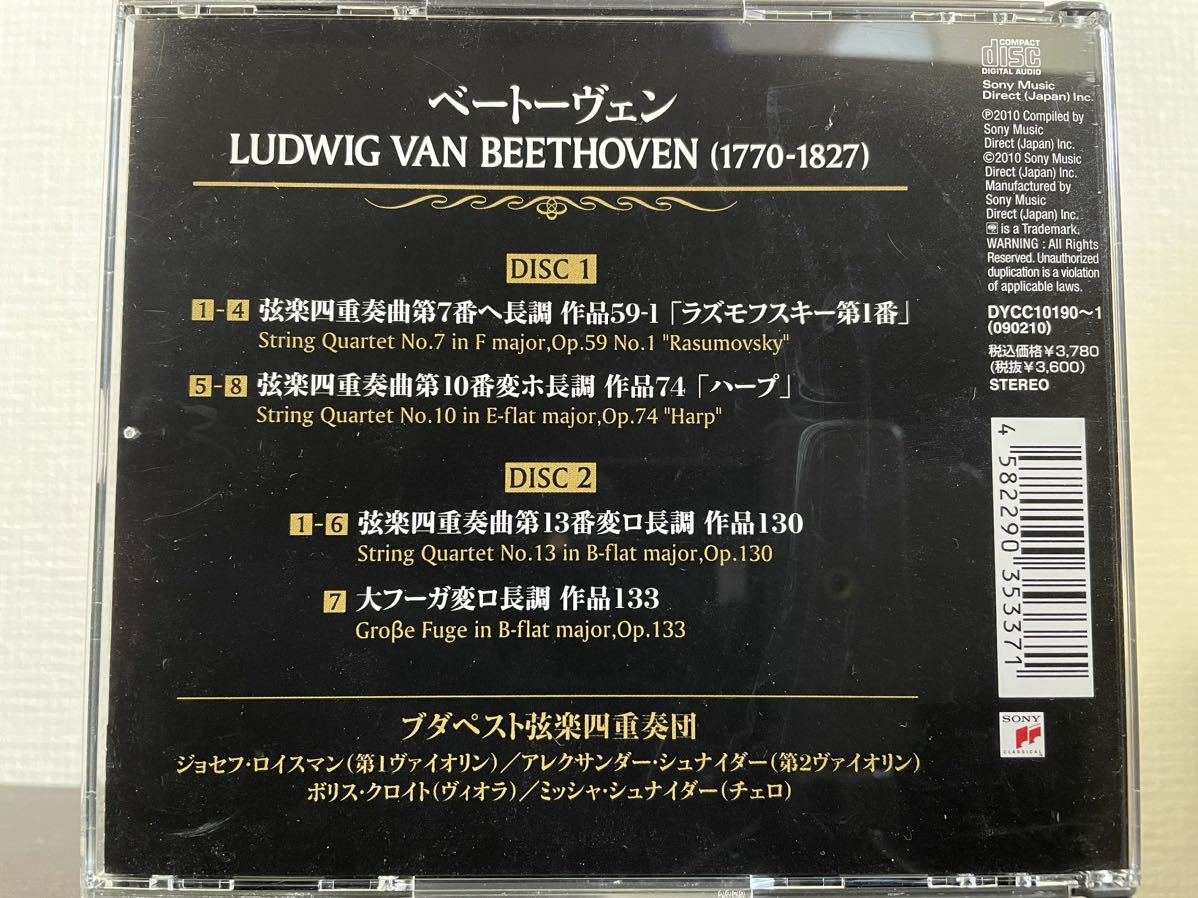 ベートーヴェン
LUDWIG VAN BEETHOVEN (1770-1827)
DISC 1
1-4 弦楽四重奏曲第7番ヘ長調 作品59-1「ラズモフスキー第1番」
String Quartet No.7 in F major,Op.59 No.1 "Rasumovsky"
5-8 弦楽四重奏曲第10番変ホ長調 作品74「ハープ」
String Quartet No.10 in E-flat major,Op.74 "Harp"
DISC 2
1-6 弦楽四重奏曲第13番変ロ長調 作品130
String Quartet No.13 in B-flat major,Op.130
7 大フーガ変ロ長調 作品133
Groβe Fuge in B-flat major,Op.133
ブダペスト弦楽四重奏団
ジョセフ・ロイスマン(第1ヴァイオリン)/アレクサンダー・シュナイダー(第2ヴァイオリン)
ボリス・クロイト(ヴィオラ)/ミッシャ・シュナイダー(チェロ)
COMPACT
disc
DIGITAL AUDIO
Sony Music
Direct (Japan) Inc.
℗2010 Compiled by
Sony Music
Direct (Japan) Inc.
©2010 Sony Music
Direct (Japan) Inc.
Manufactured by
Sony Music
Direct (Japan) Inc.
is a Trademark.
WARNING : All Rights
Reserved. Unauthorized
duplication is a violation
of applicable laws.
DYCC10190〜1
(090210)
税込価格¥3,780
(税抜¥3,600)
STEREO
4 582290 353371
SONY
CLASSICAL